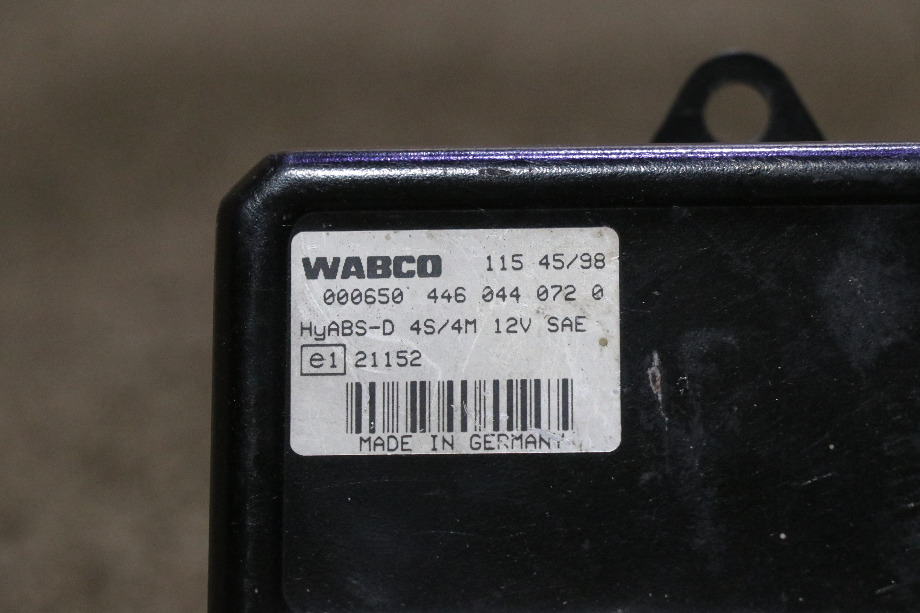 WABCO 115 45/98
000650 446 044 072 0
HyABS-D 4S/4M 12V SAE
e1 21152
MADE IN GERMANY